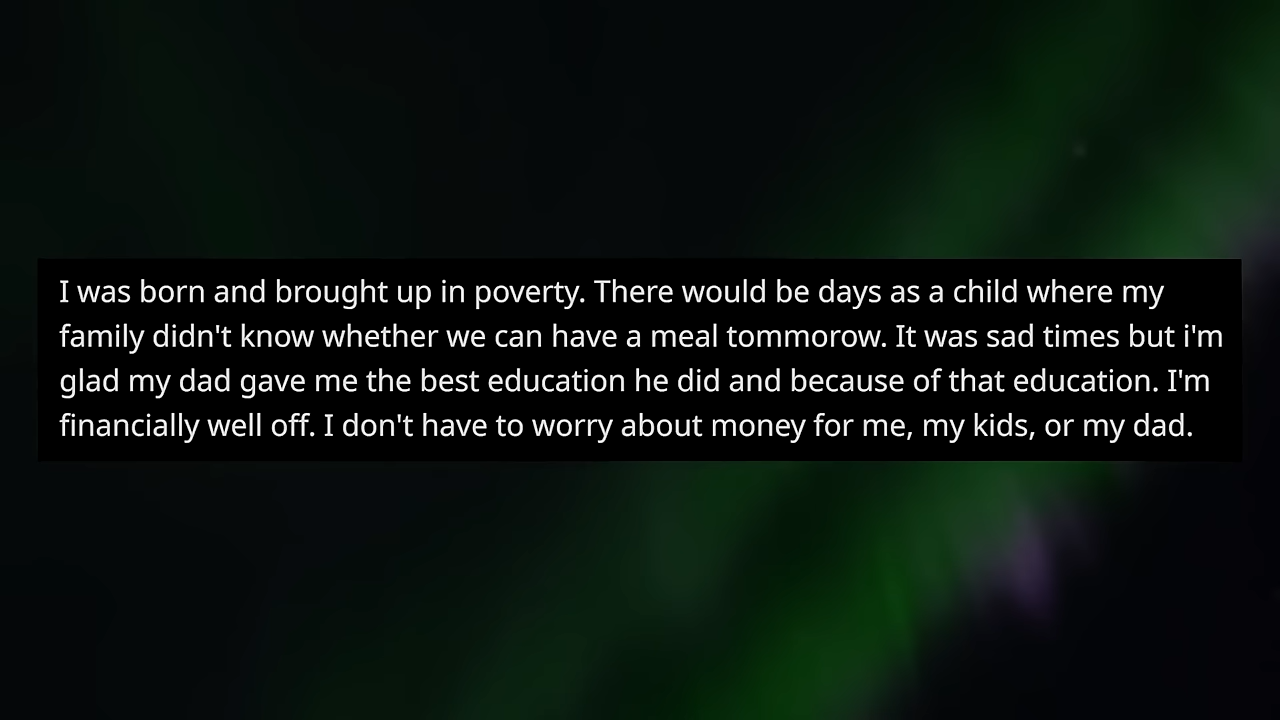 I was born and brought up in poverty. There would be days as a child where my
family didn't know whether we can have a meal tommorow. It was sad times but i'm
glad my dad gave me the best education he did and because of that education. I'm
financially well off. I don't have to worry about money for me, my kids, or my dad.